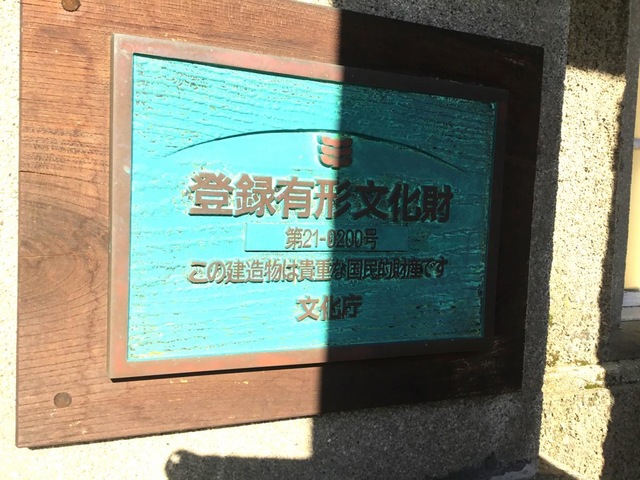 登録有形文化財
第21-0200号
この建造物は貴重な国民的財産です
文化庁